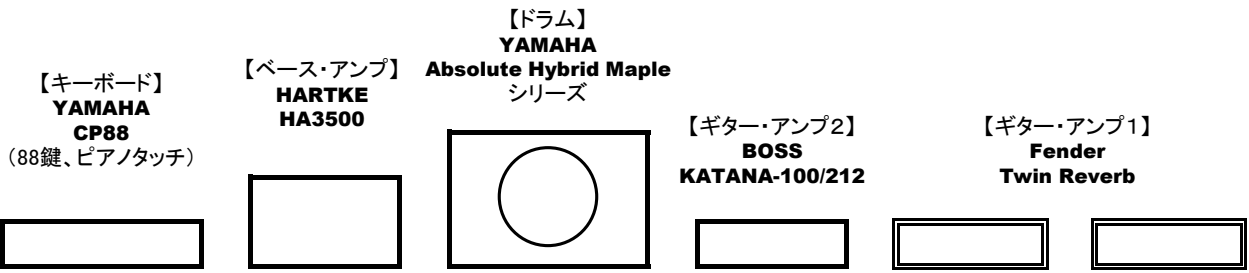 【キーボード】
YAMAHA
CP88
(88鍵、ピアノタッチ)
【ベース・アンプ】
HARTKE
HA3500
【ドラム】
YAMAHA
Absolute Hybrid Maple
シリーズ
【ギター・アンプ２】
BOSS
KATANA-100/212
【ギター・アンプ１】
Fender
Twin Reverb